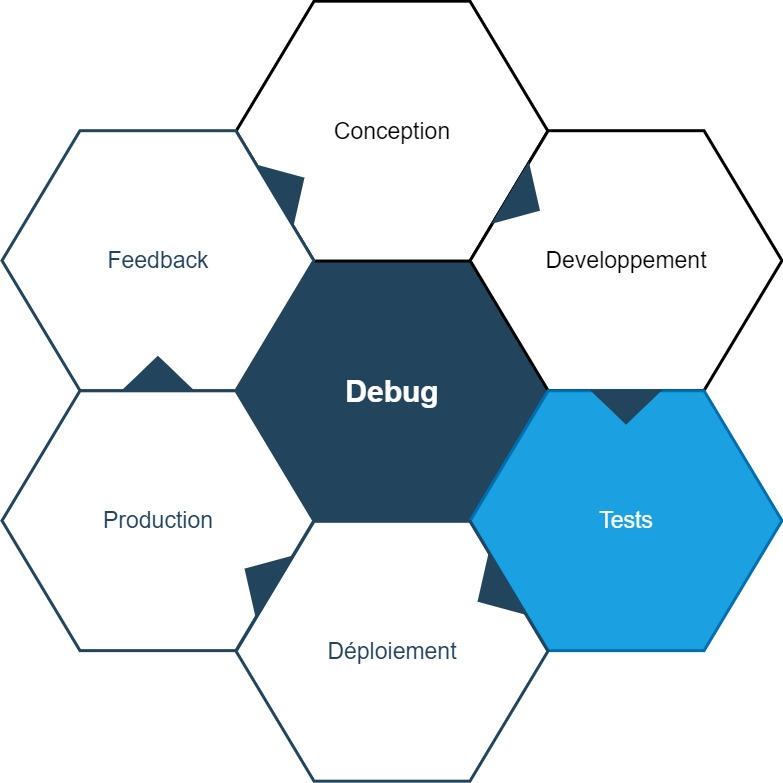 Conception
Feedback
Developpement
Debug
Production
Tests
Déploiement